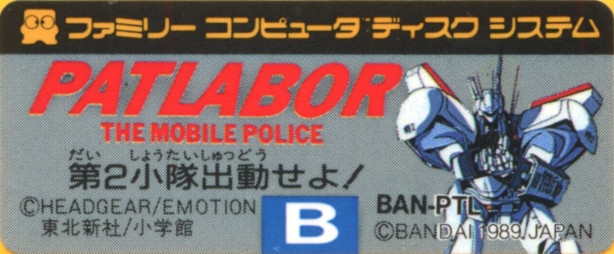 ファミリー コンピュータ ディスク システム
PATLABOR
THE MOBILE POLICE
だい しょうたいしゅつどう
第2小隊出動せよ!
©HEADGEAR/EMOTION
東北新社/小学館
B
BAN-PTL
©BANDAI 1989 JAPAN